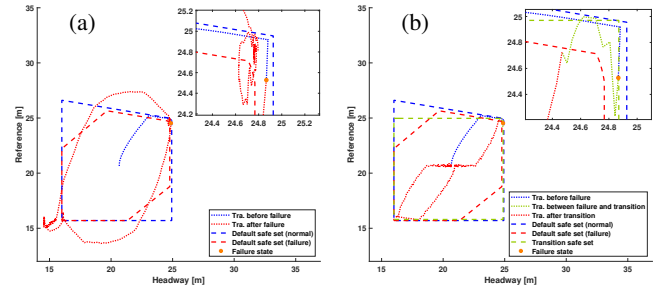 (a)
35
30
25
20
15
Reference [m]
15
20
25
30
35
Headway [m]
25.2
25
24.8
24.6
24.4
24.2
24.4
24.6
24.8
25
25.2
Tra. before failure
Tra. after failure
Default safe set (normal)
Default safe set (failure)
Failure state
(b)
35
30
25
20
15
Reference [m]
15
20
25
30
35
Headway [m]
25
24.8
24.6
24.4
24.4
24.6
24.8
25
Tra. before failure
Tra. between failure and transition
Tra. after transition
Default safe set (normal)
Default safe set (failure)
Transition safe set
Failure state